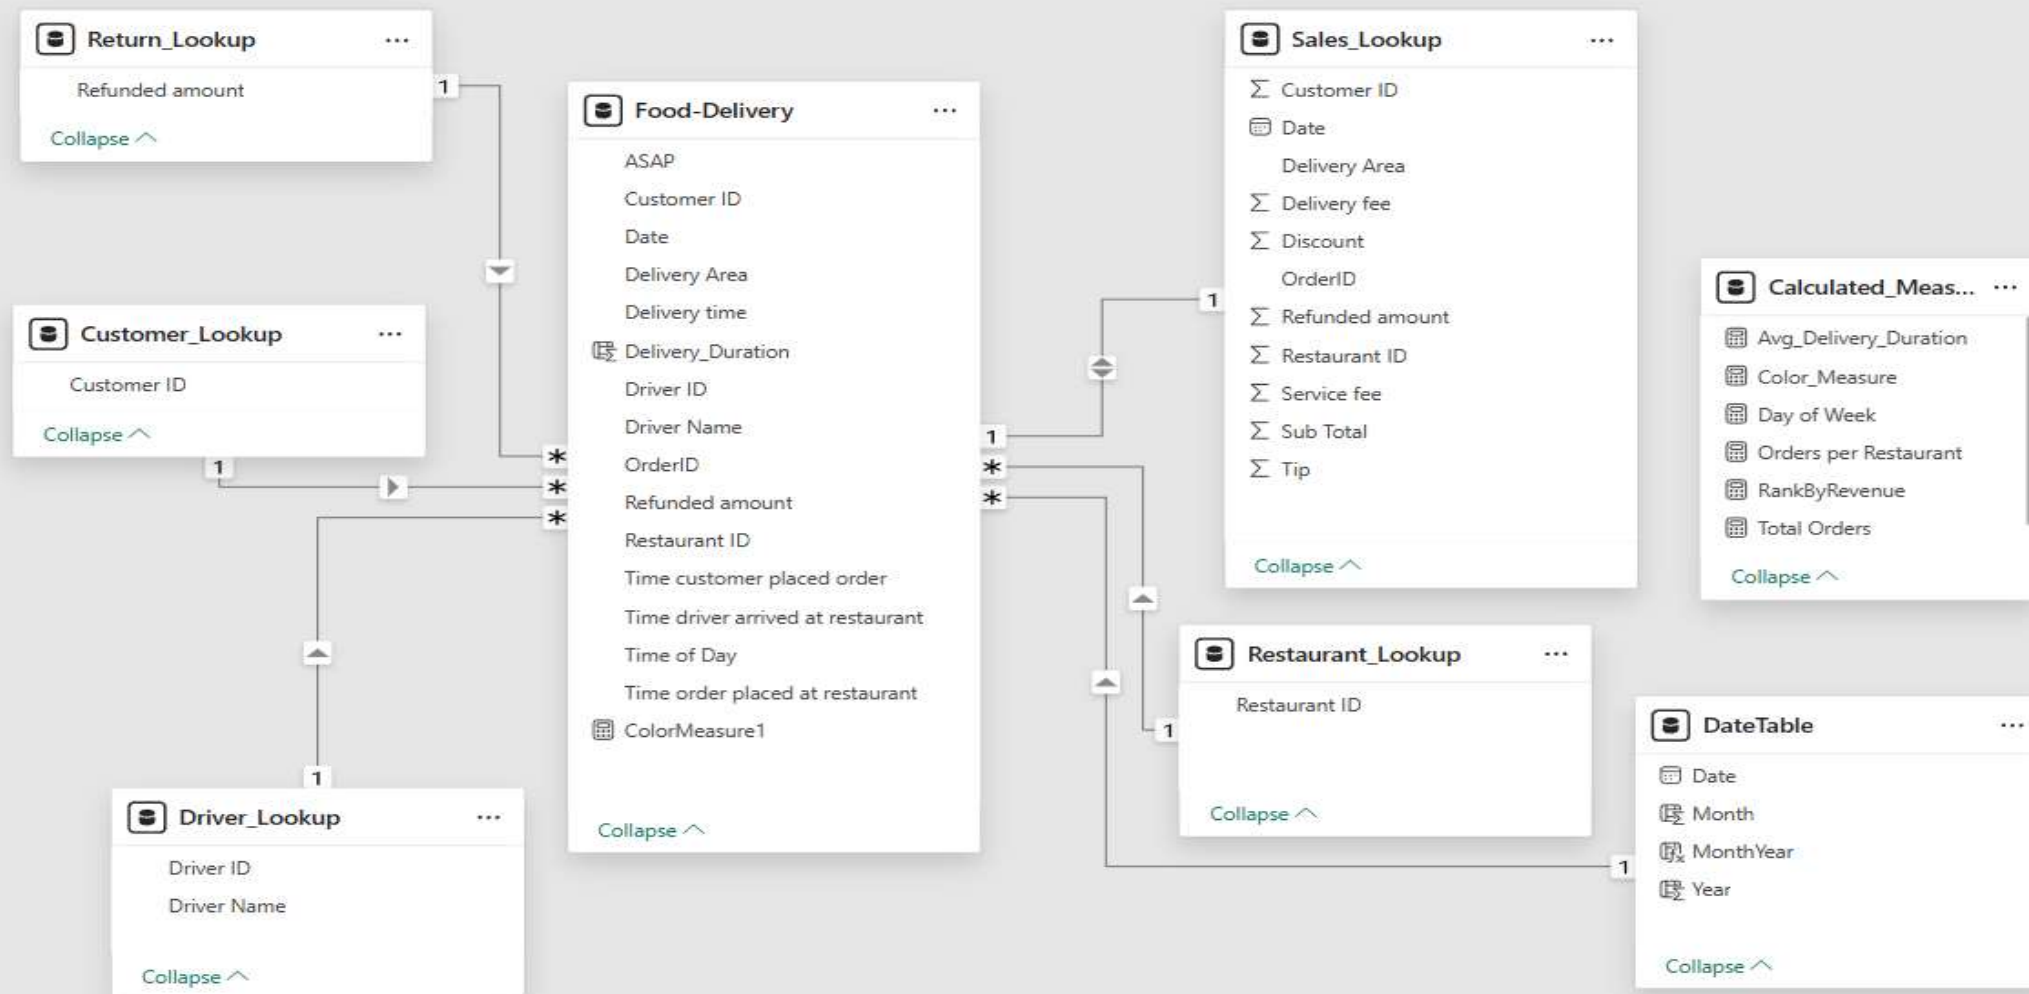 Return_Lookup
Refunded amount
Collapse
1
Customer_Lookup
Customer ID
Collapse
1
Driver_Lookup
Driver ID
Driver Name
Collapse
1
Food-Delivery
ASAP
Customer ID
Date
Delivery Area
Delivery time
Delivery_Duration
Driver ID
Driver Name
OrderID
Refunded amount
Restaurant ID
Time customer placed order
Time driver arrived at restaurant
Time of Day
Time order placed at restaurant
ColorMeasure1
Collapse
*
*
*
1
*
*
Sales_Lookup
Customer ID
Date
Delivery Area
Delivery fee
Discount
OrderID
Refunded amount
Restaurant ID
Service fee
Sub Total
Tip
Collapse
1
Restaurant_Lookup
Restaurant ID
Collapse
1
Calculated_Meas...
Avg_Delivery_Duration
Color_Measure
Day of Week
Orders per Restaurant
RankByRevenue
Total Orders
Collapse
DateTable
Date
Month
MonthYear
Year
Collapse
1